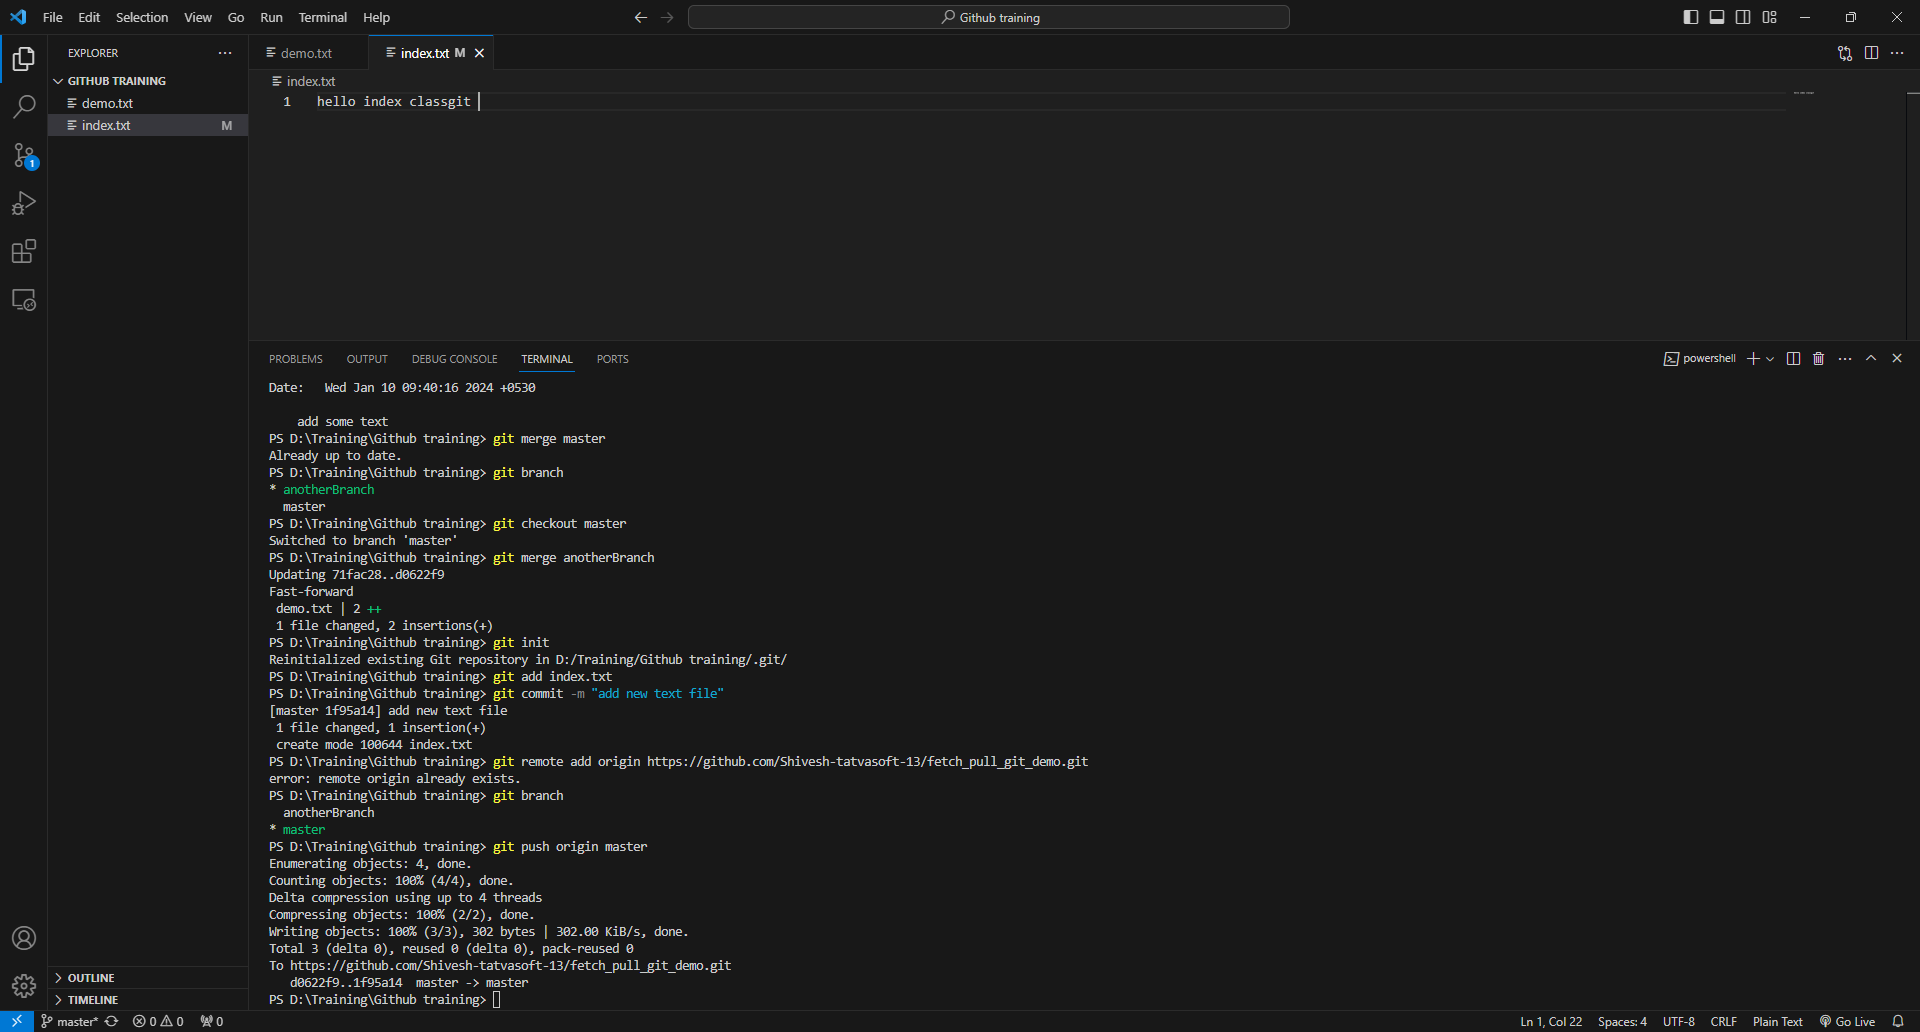 File Edit Selection View Go Run Terminal Help
Github training
EXPLORER
GITHUB TRAINING
demo.txt
index.txt M
1
OUTLINE
TIMELINE
demo.txt
index.txt M
index.txt
1 hello index classgit
PROBLEMS OUTPUT DEBUG CONSOLE TERMINAL PORTS
powershell
Date:   Wed Jan 10 09:40:16 2024 +0530
    add some text
PS D:\Training\Github training> git merge master
Already up to date.
PS D:\Training\Github training> git branch
* anotherBranch
  master
PS D:\Training\Github training> git checkout master
Switched to branch 'master'
PS D:\Training\Github training> git merge anotherBranch
Updating 71fac28..d0622f9
Fast-forward
 demo.txt | 2 ++
 1 file changed, 2 insertions(+)
PS D:\Training\Github training> git init
Reinitialized existing Git repository in D:/Training/Github training/.git/
PS D:\Training\Github training> git add index.txt
PS D:\Training\Github training> git commit -m "add new text file"
[master 1f95a14] add new text file
 1 file changed, 1 insertion(+)
 create mode 100644 index.txt
PS D:\Training\Github training> git remote add origin https://github.com/Shivesh-tatvasoft-13/fetch_pull_git_demo.git
error: remote origin already exists.
PS D:\Training\Github training> git branch
  anotherBranch
* master
PS D:\Training\Github training> git push origin master
Enumerating objects: 4, done.
Counting objects: 100% (4/4), done.
Delta compression using up to 4 threads
Compressing objects: 100% (2/2), done.
Writing objects: 100% (3/3), 302 bytes | 302.00 KiB/s, done.
Total 3 (delta 0), reused 0 (delta 0), pack-reused 0
To https://github.com/Shivesh-tatvasoft-13/fetch_pull_git_demo.git
   d0622f9..1f95a14  master -> master
PS D:\Training\Github training>
master* 0 0 0 Ln 1, Col 22 Spaces: 4 UTF-8 CRLF Plain Text Go Live